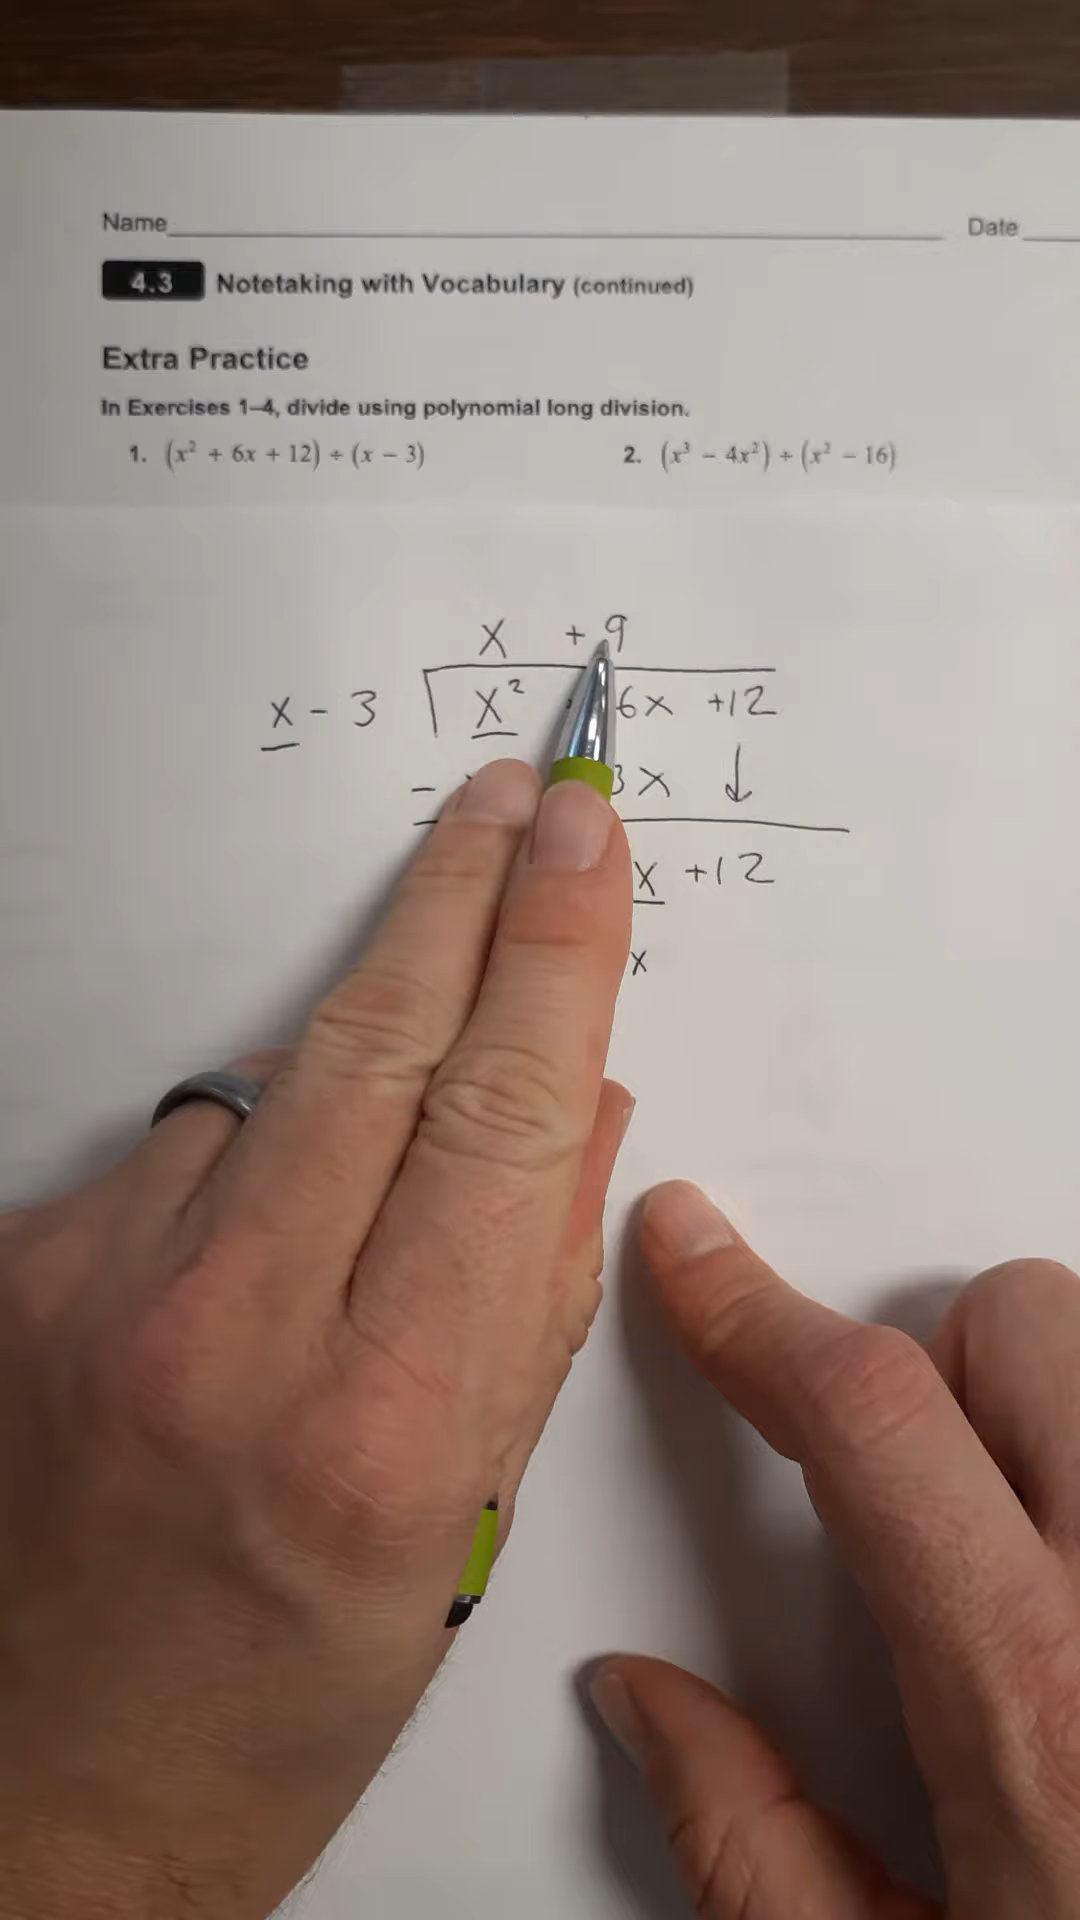 Name Date
4.3 Notetaking with Vocabulary (continued)
Extra Practice
In Exercises 1–4, divide using polynomial long division.
1. (x² + 6x + 12) ÷ (x − 3) 2. (x³ − 4x²) ÷ (x² − 16)
x + 9
x - 3 x² 6x +12
- 3x ↓
x +12
x